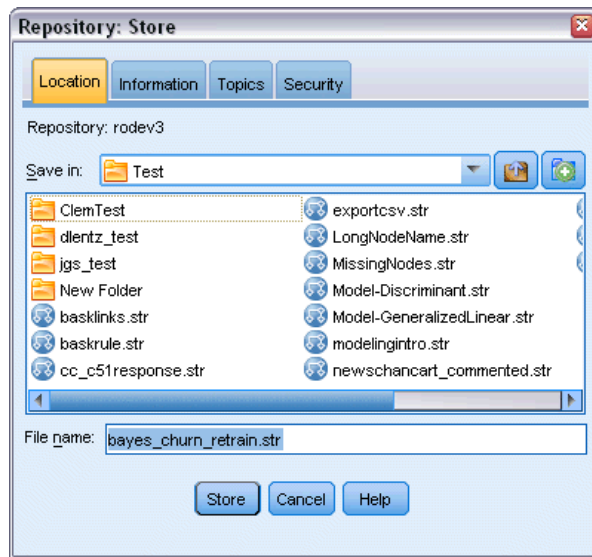 Repository: Store
Location Information Topics Security
Repository: rodev3
Save in: Test
ClemTest
dlentz_test
jgs_test
New Folder
basklinks.str
baskrule.str
cc_c51response.str
exportcsv.str
LongNodeName.str
MissingNodes.str
Model-Discriminant.str
Model-GeneralizedLinear.str
modelingintro.str
newschancart_commented.str
File name: bayes_churn_retrain.str
Store Cancel Help